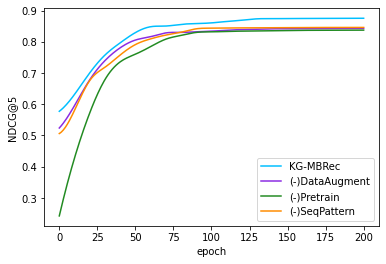 0.9
0.8
0.7
0.6
0.5
0.4
0.3
NDCG@5
KG-MBRec
(-)DataAugment
(-)Pretrain
(-)SeqPattern
0 25 50 75 100 125 150 175 200
epoch